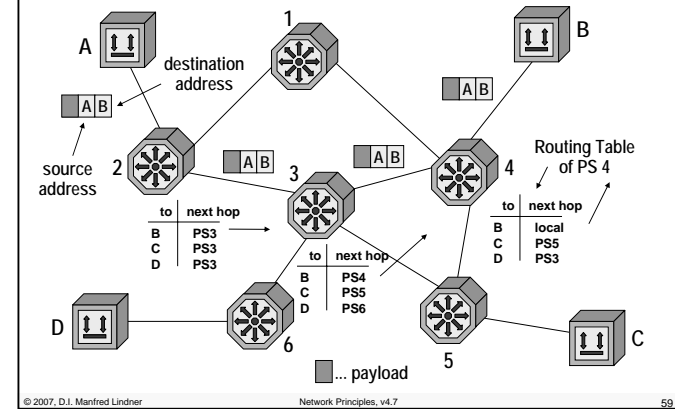 1
A
B
destination
address
A B
A B
source
address
2
A B
A B
3
4
Routing Table
of PS 4
to next hop
B PS3
C PS3
D PS3
to next hop
B PS4
C PS5
D PS6
to next hop
B local
C PS5
D PS3
D
6
5
C
... payload
© 2007, D.I. Manfred Lindner
Network Principles, v4.7
59